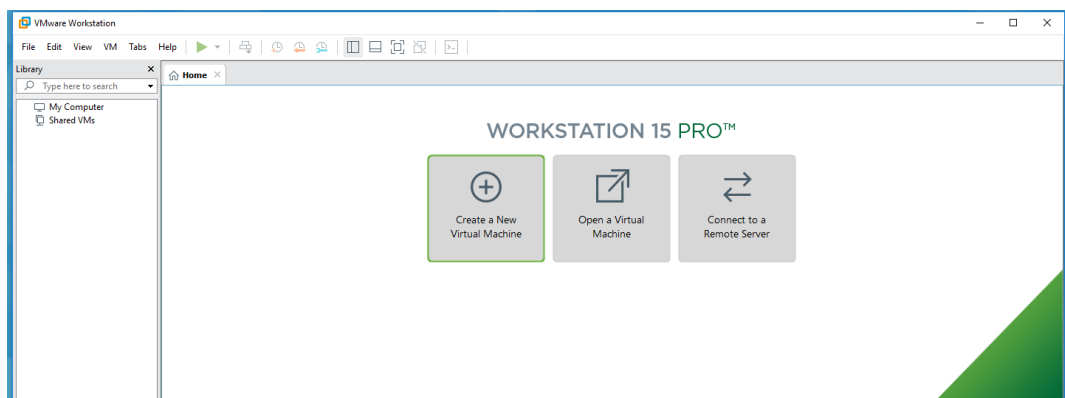 VMware Workstation
File Edit View VM Tabs Help
Library
Home
Type here to search
My Computer
Shared VMs
WORKSTATION 15 PRO™
Create a New
Virtual Machine
Open a Virtual
Machine
Connect to a
Remote Server